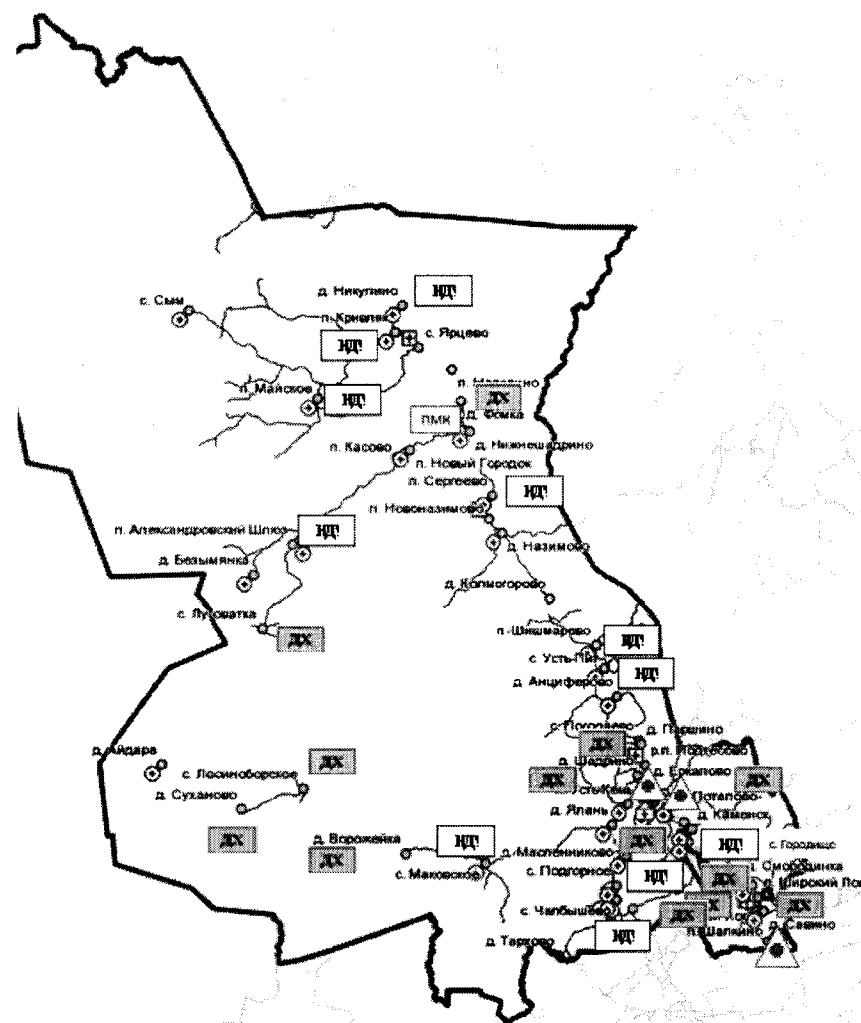 д. Никулино
НД!
с. Сым
п. Кривляк
с. Ярцево
НД!
п. Майское
НД!
ДХ
д. Фомка
ПМК
д. Нижнешадрино
п. Касово
п. Новый Городок
п. Сергеево
НД!
п. Новоназимово
п. Александровский Шлюз
НД!
д. Назимово
д. Безымянка
д. Колмогорово
с. Луговатка
ДХ
п. Шишмарево
НД!
с. Усть-Пит
НД!
д. Анциферово
с. Погодаево
д. Паршино
ДХ
д. Айдара
ДХ
д. Шадрино
д. Еркалово
с. Лосиноборское
ДХ
ДХ
д. Суханово
Потапово
д. Ялань
д. Каменск
ДХ
д. Ворожейка
НД!
ДХ
НД!
с. Городище
ДХ
д. Масленниково
с. Маковское
с. Подгорное
НД!
ДХ
Смородинка
Широкий Лог
с. Чалбышево
ДХ
ДХ
ДХ
д. Савино
п. Шапкино
д. Тархово
НД!